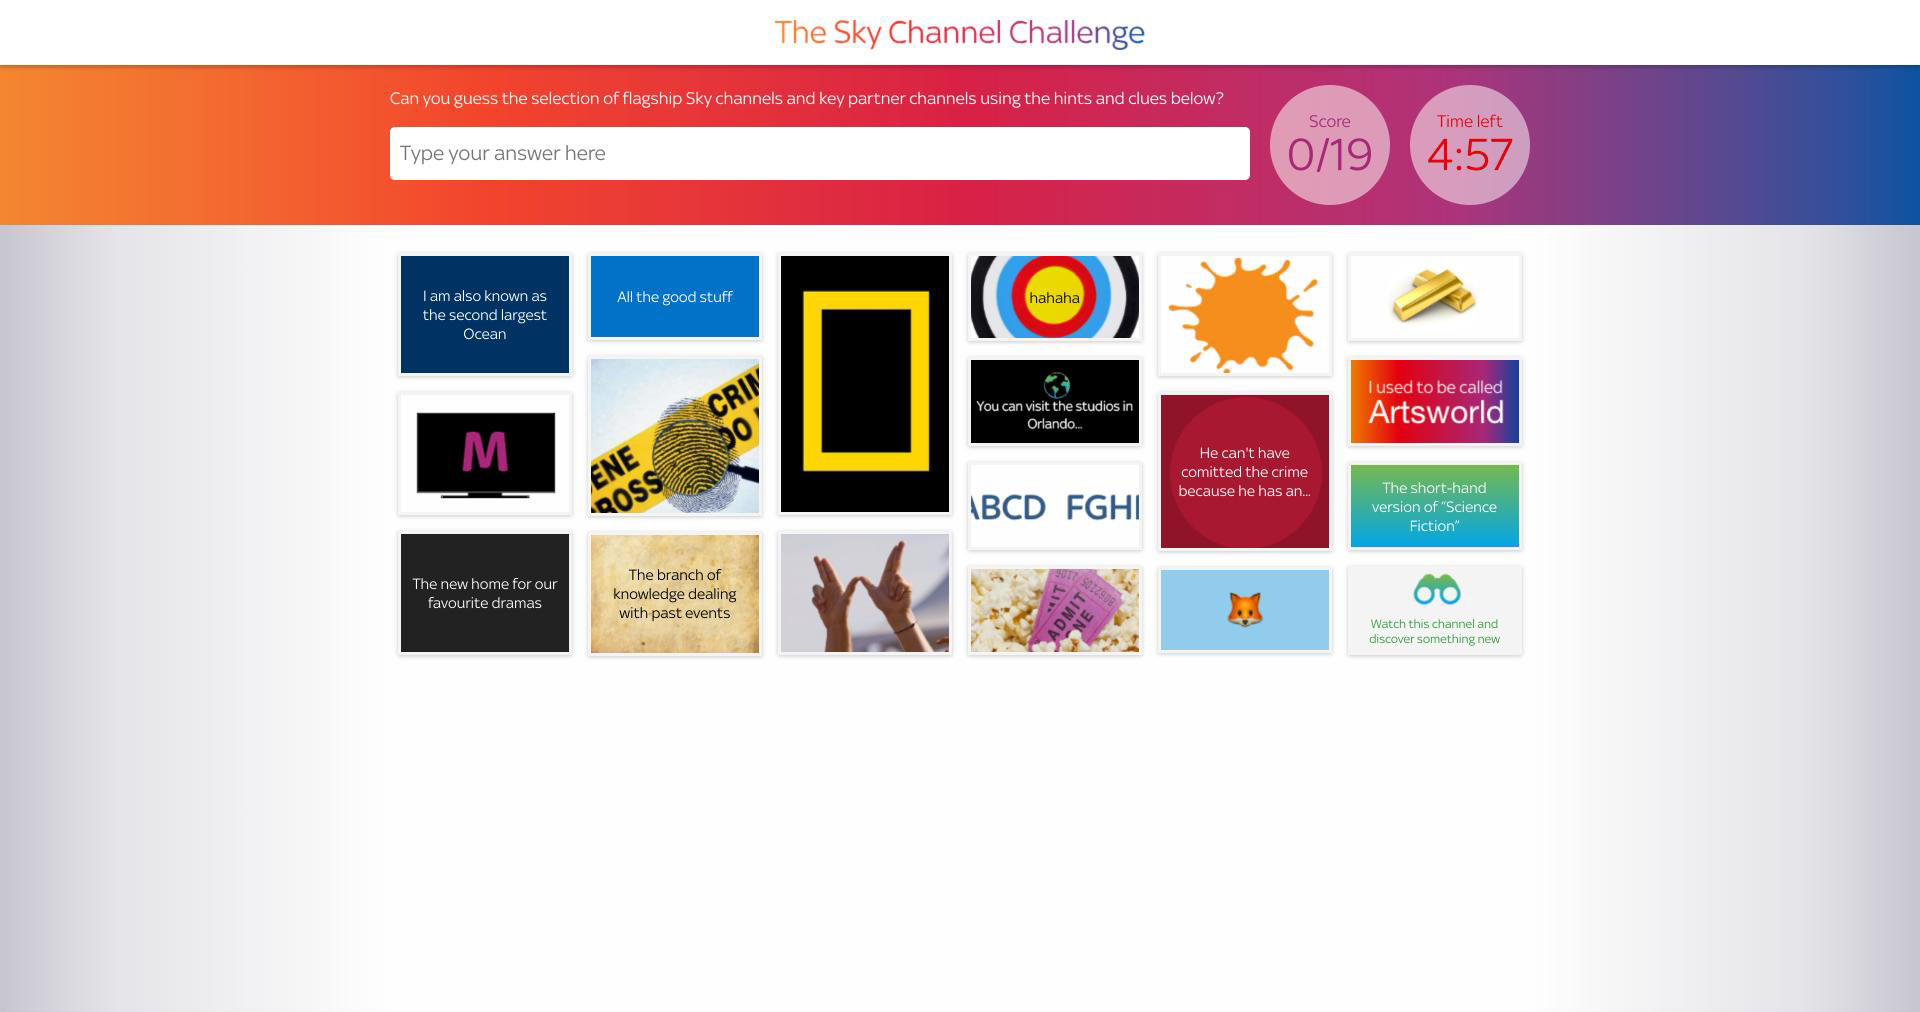 The Sky Channel Challenge
Can you guess the selection of flagship Sky channels and key partner channels using the hints and clues below?
Type your answer here
Score
0/19
Time left
4:57
I am also known as
the second largest
Ocean
All the good stuff
hahaha
I used to be called
Artsworld
You can visit the studios in
Orlando...
M
CRIM
DO
ENE
ROSS
He can't have
comitted the crime
because he has an...
ABCD FGHI
The short-hand
version of “Science
Fiction”
The new home for our
favourite dramas
The branch of
knowledge dealing
with past events
ADMIT
ONE
Watch this channel and
discover something new